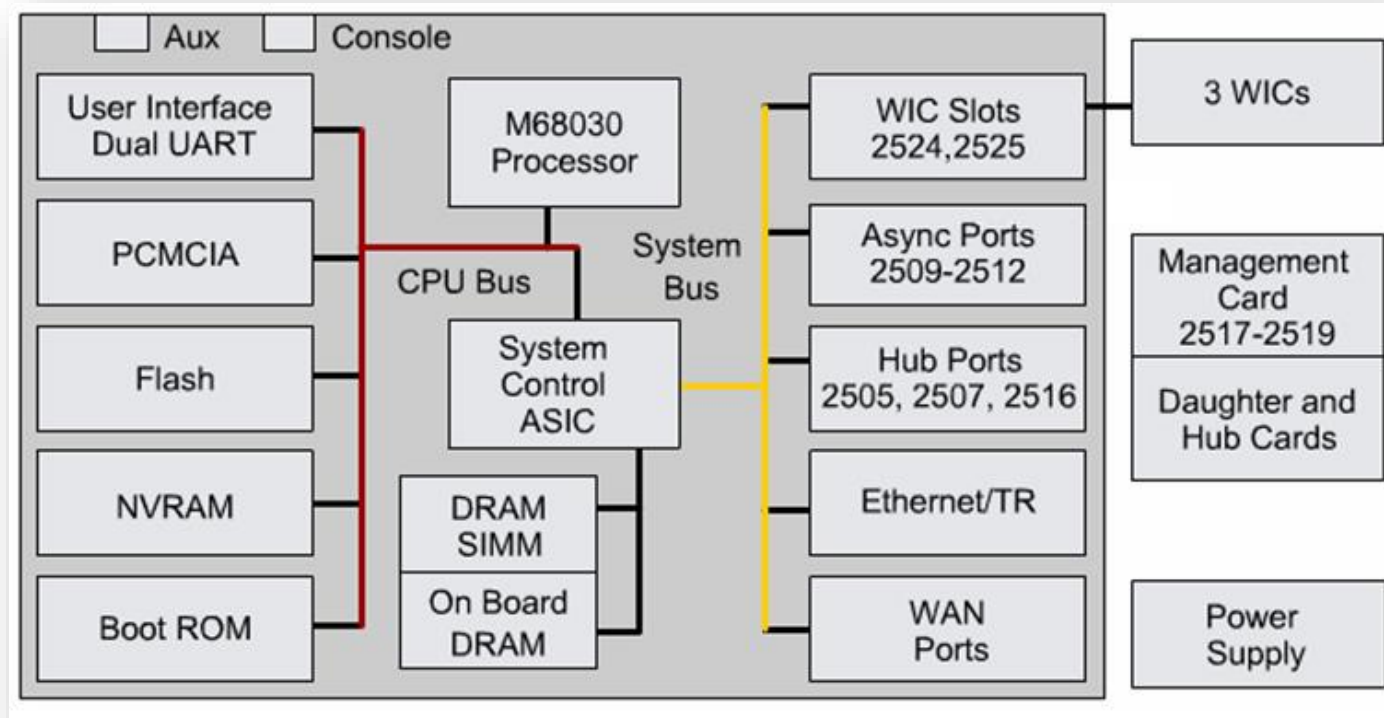 Aux
Console
User Interface
Dual UART
PCMCIA
Flash
NVRAM
Boot ROM
M68030
Processor
CPU Bus
System
Bus
System
Control
ASIC
DRAM
SIMM
On Board
DRAM
WIC Slots
2524,2525
Async Ports
2509-2512
Hub Ports
2505, 2507, 2516
Ethernet/TR
WAN
Ports
3 WICs
Management
Card
2517-2519
Daughter and
Hub Cards
Power
Supply